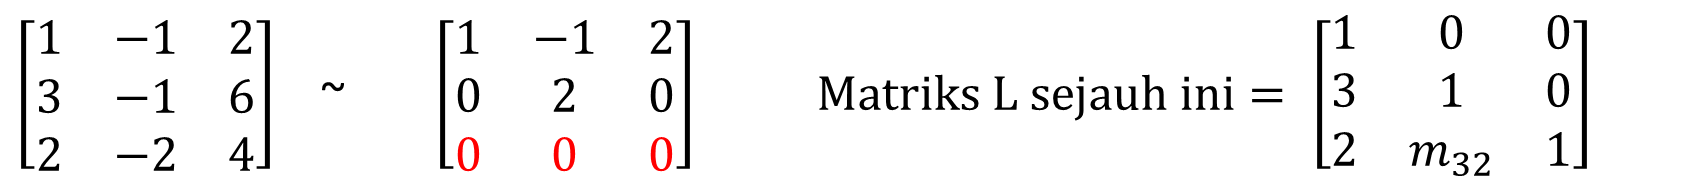 1 −1 2 1 −1 2 1 0 0
3 −1 6 ~ 0 2 0 Matriks L sejauh ini = 3 1 0
2 −2 4 0 0 0 2 m₃₂ 1